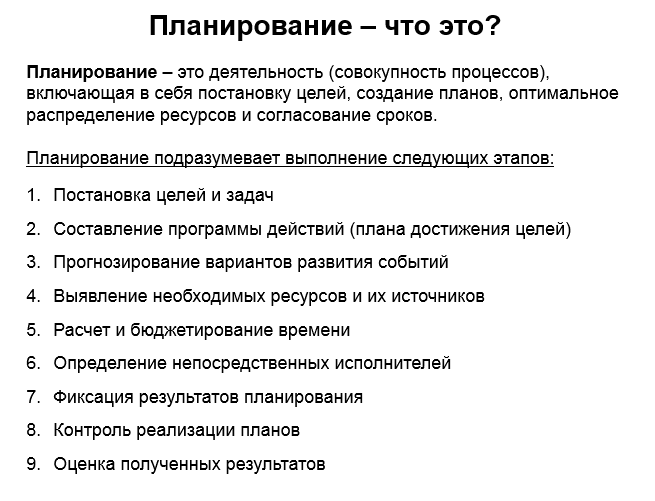 Планирование – что это?
Планирование – это деятельность (совокупность процессов),
включающая в себя постановку целей, создание планов, оптимальное
распределение ресурсов и согласование сроков.
Планирование подразумевает выполнение следующих этапов:
1. Постановка целей и задач
2. Составление программы действий (плана достижения целей)
3. Прогнозирование вариантов развития событий
4. Выявление необходимых ресурсов и их источников
5. Расчет и бюджетирование времени
6. Определение непосредственных исполнителей
7. Фиксация результатов планирования
8. Контроль реализации планов
9. Оценка полученных результатов